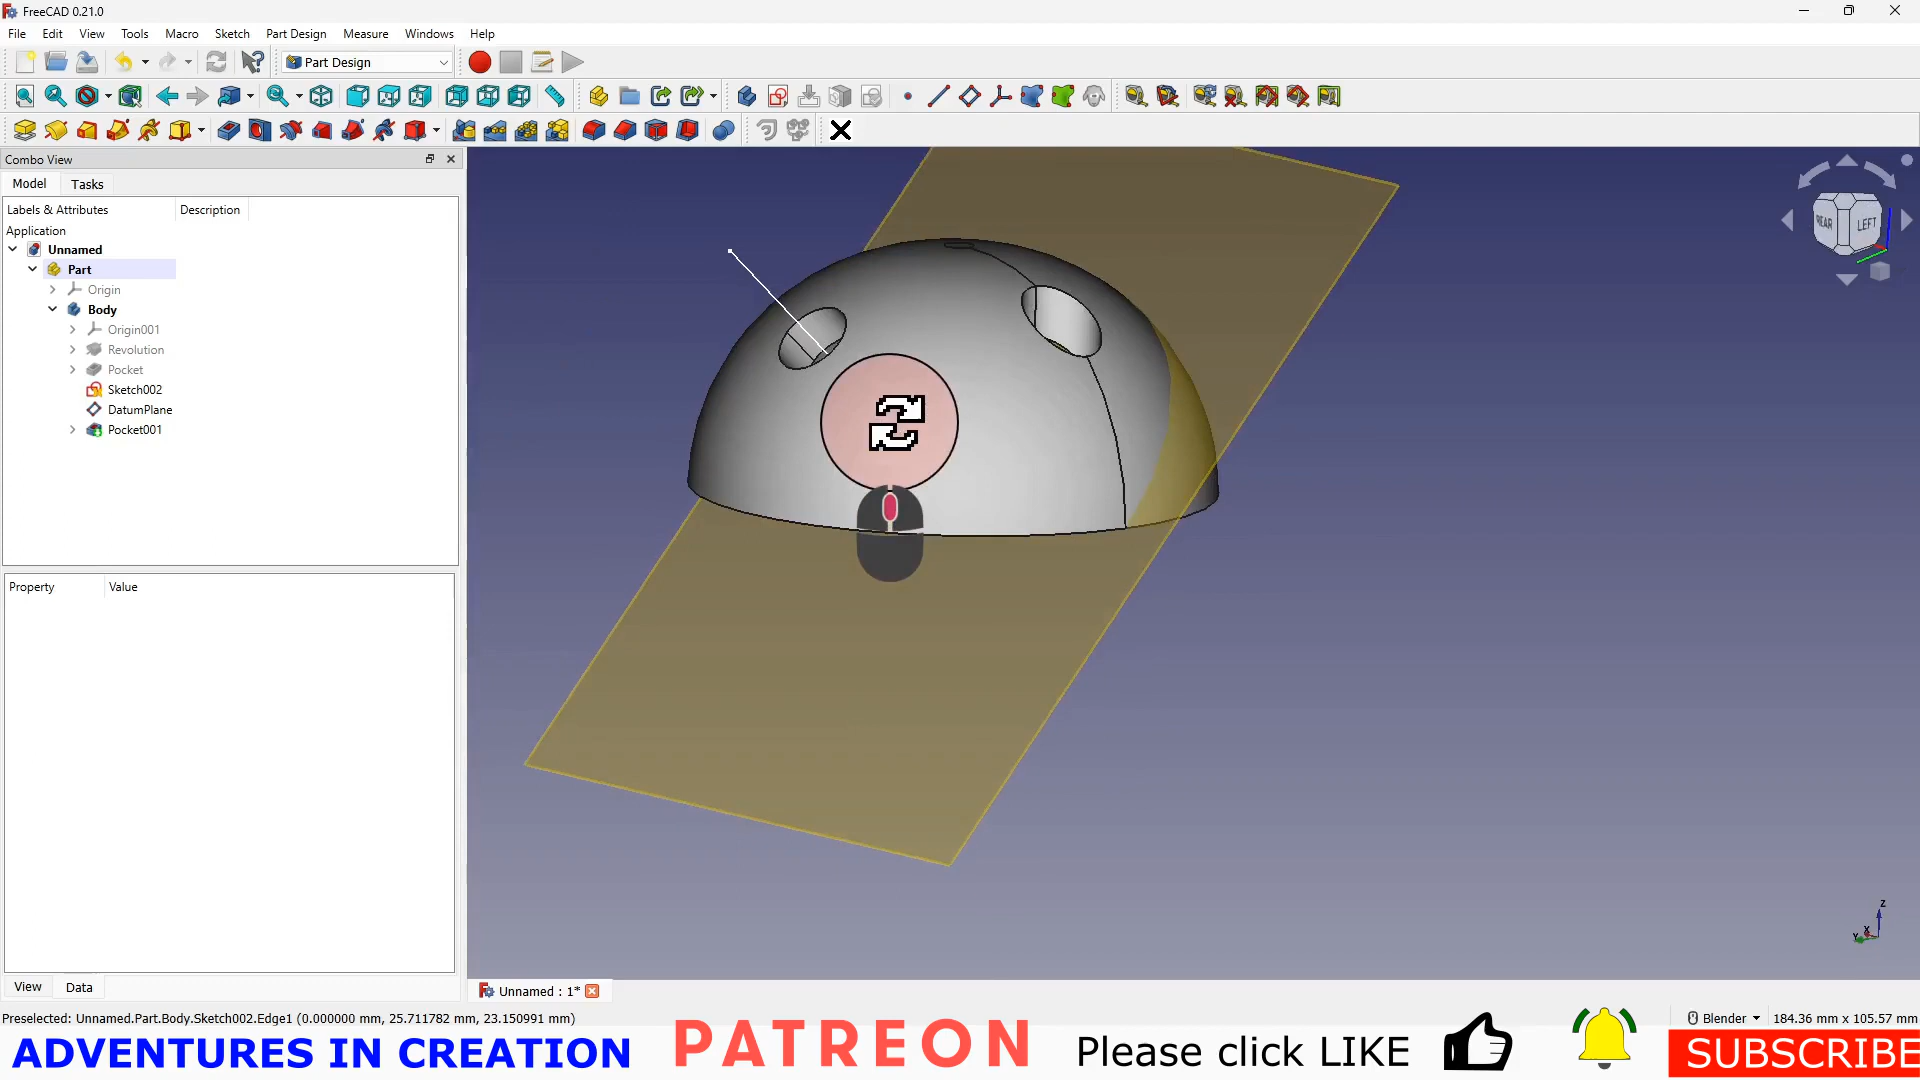 FreeCAD 0.21.0
File Edit View Tools Macro Sketch Part Design Measure Windows Help
Part Design
Combo View
Model Tasks
Labels & Attributes Description
Application
Unnamed
Part
Origin
Body
Origin001
Revolution
Pocket
Sketch002
DatumPlane
Pocket001
REAR LEFT
Property Value
Z
X
Y
View Data
Unnamed : 1*
Preselected: Unnamed.Part.Body.Sketch002.Edge1 (0.000000 mm, 25.711782 mm, 23.150991 mm)
Blender 184.36 mm x 105.57 mm
ADVENTURES IN CREATION PATREON Please click LIKE SUBSCRIBE